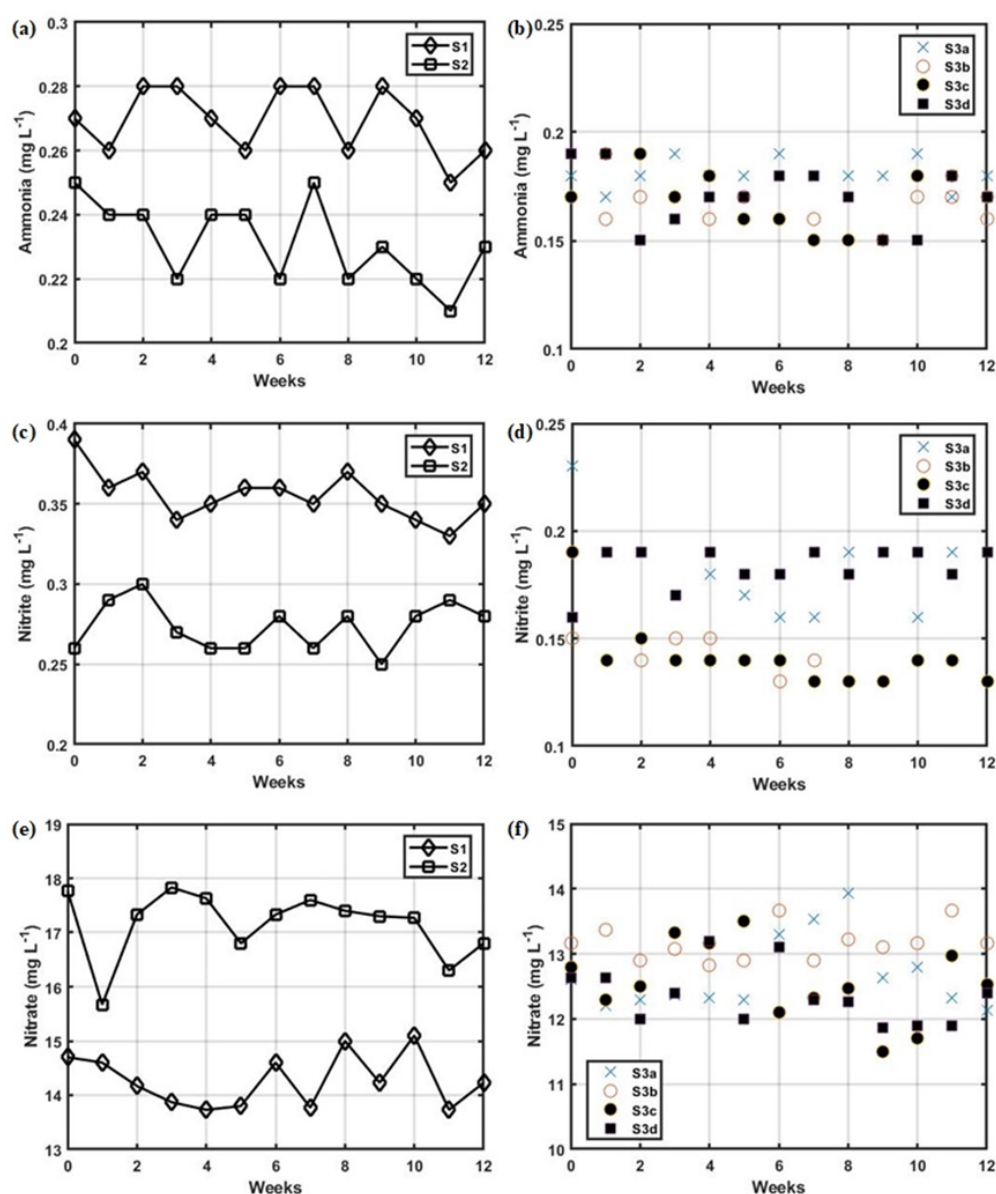 (a)
0.3
0.28
0.26
0.24
0.22
0.2
Ammonia (mg L-1)
S1
S2
0 2 4 6 8 10 12
Weeks
(b)
0.25
0.2
0.15
0.1
Ammonia (mg L-1)
S3a
S3b
S3c
S3d
0 2 4 6 8 10 12
Weeks
(c)
0.4
0.35
0.3
0.25
0.2
Nitrite (mg L-1)
S1
S2
0 2 4 6 8 10 12
Weeks
(d)
0.25
0.2
0.15
0.1
Nitrite (mg L-1)
S3a
S3b
S3c
S3d
0 2 4 6 8 10 12
Weeks
(e)
19
18
17
16
15
14
13
Nitrate (mg L-1)
S1
S2
0 2 4 6 8 10 12
Weeks
(f)
15
14
13
12
11
10
Nitrate (mg L-1)
S3a
S3b
S3c
S3d
0 2 4 6 8 10 12
Weeks